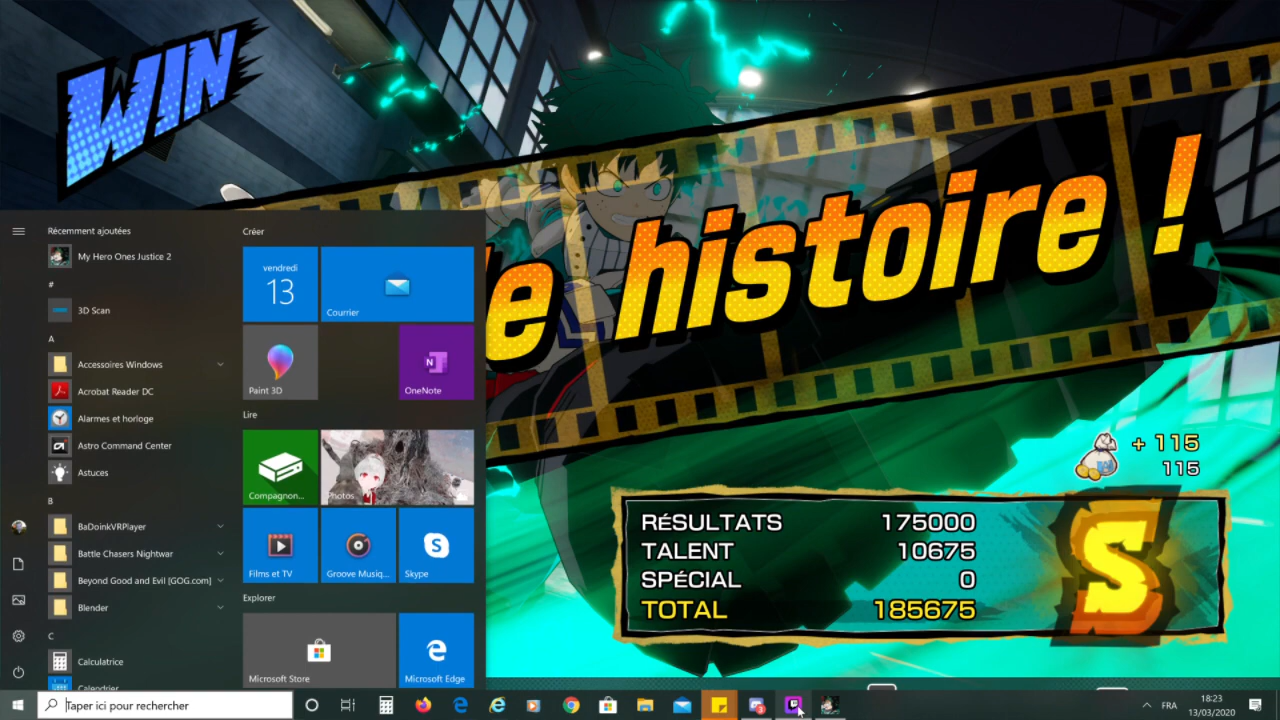 WIN
e histoire !
+ 115
115
RÉSULTATS 175000
TALENT 10675
SPÉCIAL 0
TOTAL 185675
S
Récemment ajoutées
My Hero Ones Justice 2
#
3D Scan
A
Accessoires Windows
Acrobat Reader DC
Alarmes et horloge
Astro Command Center
Astuces
B
BaDoinkVRPlayer
Battle Chasers Nightwar
Beyond Good and Evil [GOG.com]
Blender
C
Calculatrice
Calendrier
Créer
vendredi
13
Courrier
Paint 3D
N
OneNote
Lire
Compagnon...
Photos
Films et TV
Groove Musiq...
S
Skype
Explorer
Microsoft Store
Microsoft Edge
Taper ici pour rechercher
FRA
18:23
13/03/2020